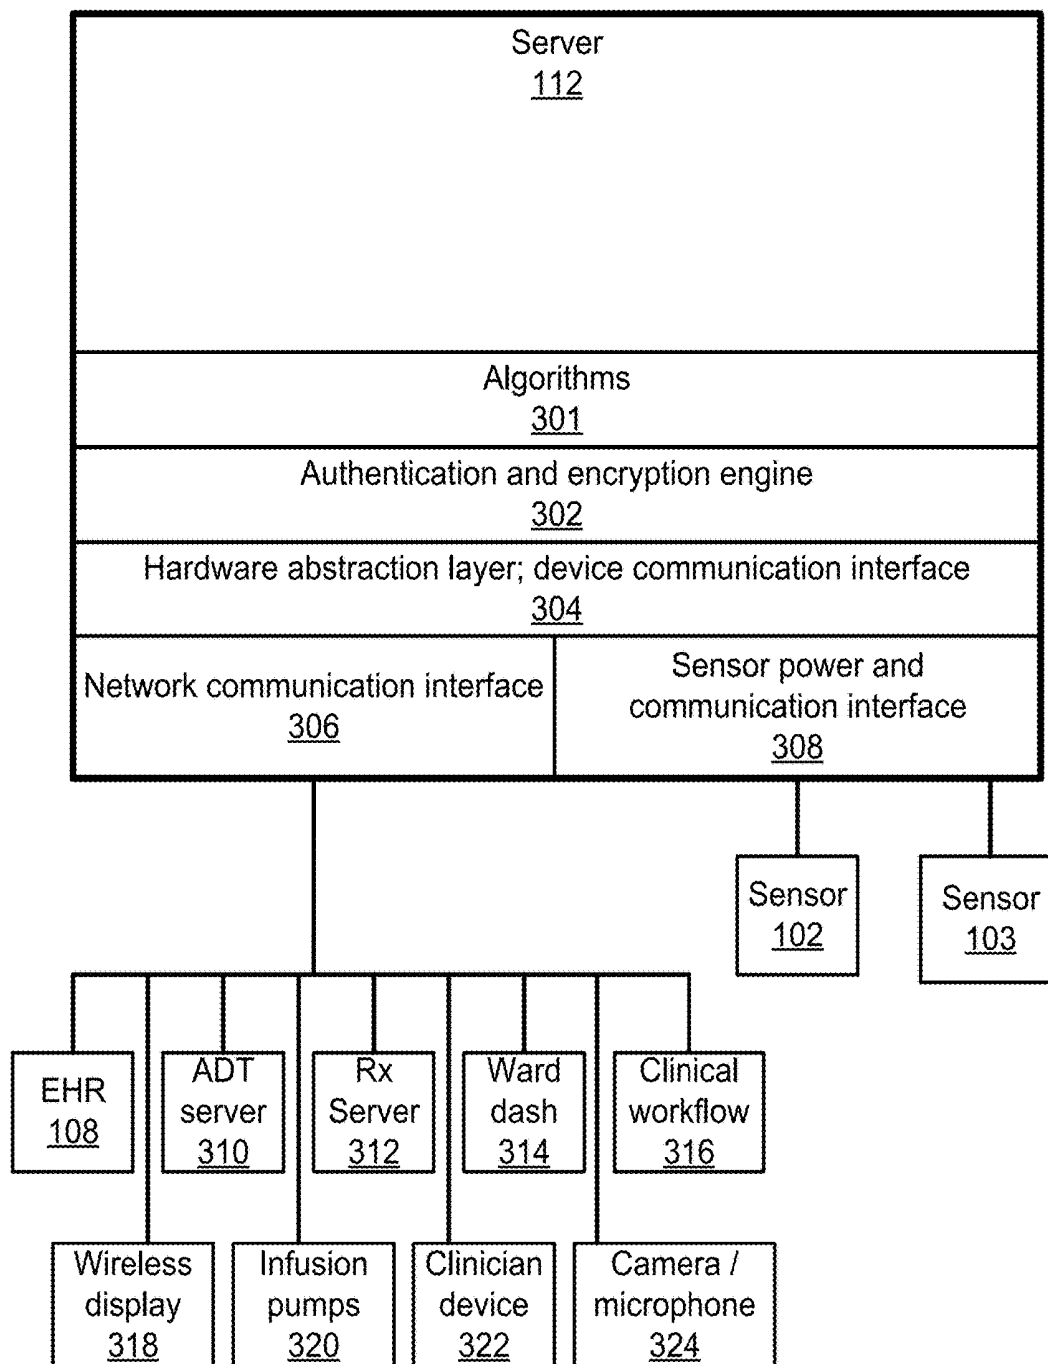 Server
112
Algorithms
301
Authentication and encryption engine
302
Hardware abstraction layer; device communication interface
304
Network communication interface
306
Sensor power and
communication interface
308
Sensor
102
Sensor
103
EHR
108
ADT
server
310
Rx
Server
312
Ward
dash
314
Clinical
workflow
316
Wireless
display
318
Infusion
pumps
320
Clinician
device
322
Camera /
microphone
324